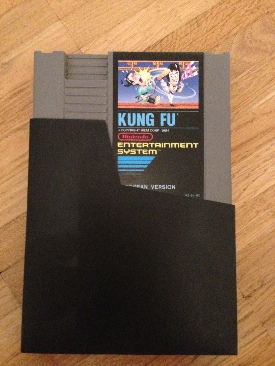 KUNG FU
Nintendo
ENTERTAINMENT
SYSTEM
VERSION